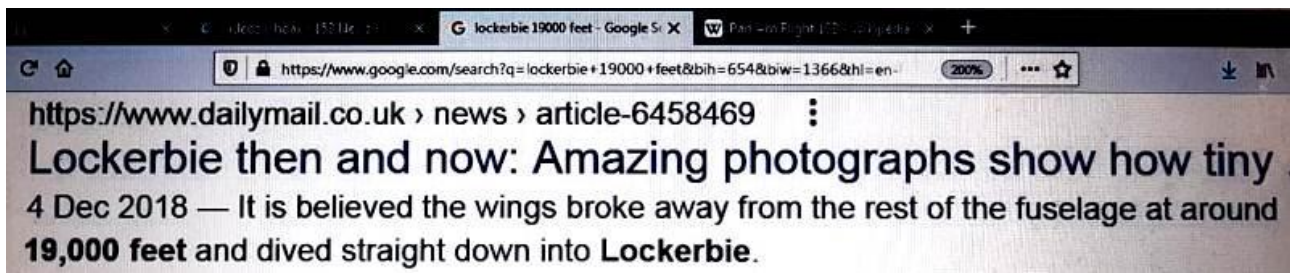 lockerbie 19000 feet - Google Se
https://www.google.com/search?q=lockerbie+19000+feet&bih=654&biw=1366&hl=en-
200%
https://www.dailymail.co.uk › news › article-6458469
Lockerbie then and now: Amazing photographs show how tiny
4 Dec 2018 — It is believed the wings broke away from the rest of the fuselage at around
19,000 feet and dived straight down into Lockerbie.